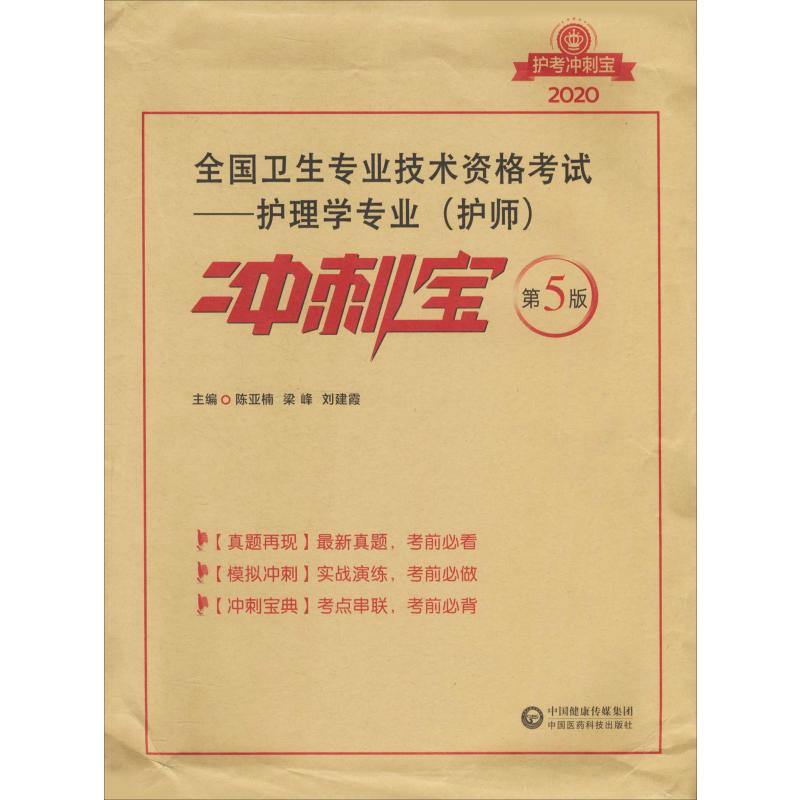 护考冲刺宝
2020
全国卫生专业技术资格考试
——护理学专业（护师）
冲刺宝 第5版
主编 陈亚楠 梁峰 刘建霞
【真题再现】最新真题，考前必看
【模拟冲刺】实战演练，考前必做
【冲刺宝典】考点串联，考前必背
中国健康传媒集团
中国医药科技出版社